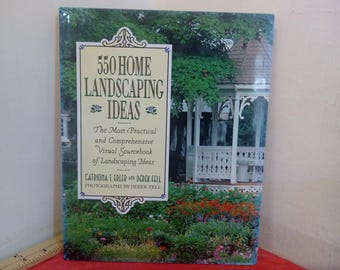 550 HOME
LANDSCAPING
IDEAS
The Most Practical
and Comprehensive
Visual Sourcebook
of Landscaping Ideas
CATRIONA T. ERLER AND DEREK FELL
PHOTOGRAPHS BY DEREK FELL